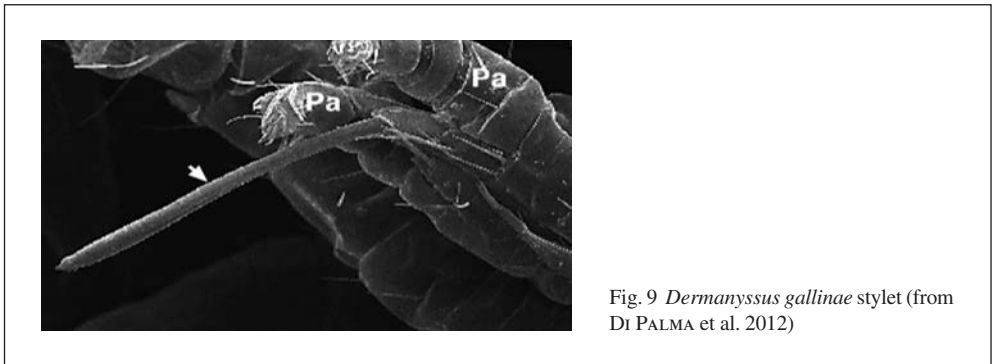 Pa
Pa
Fig. 9 Dermanyssus gallinae stylet (from
DI PALMA et al. 2012)